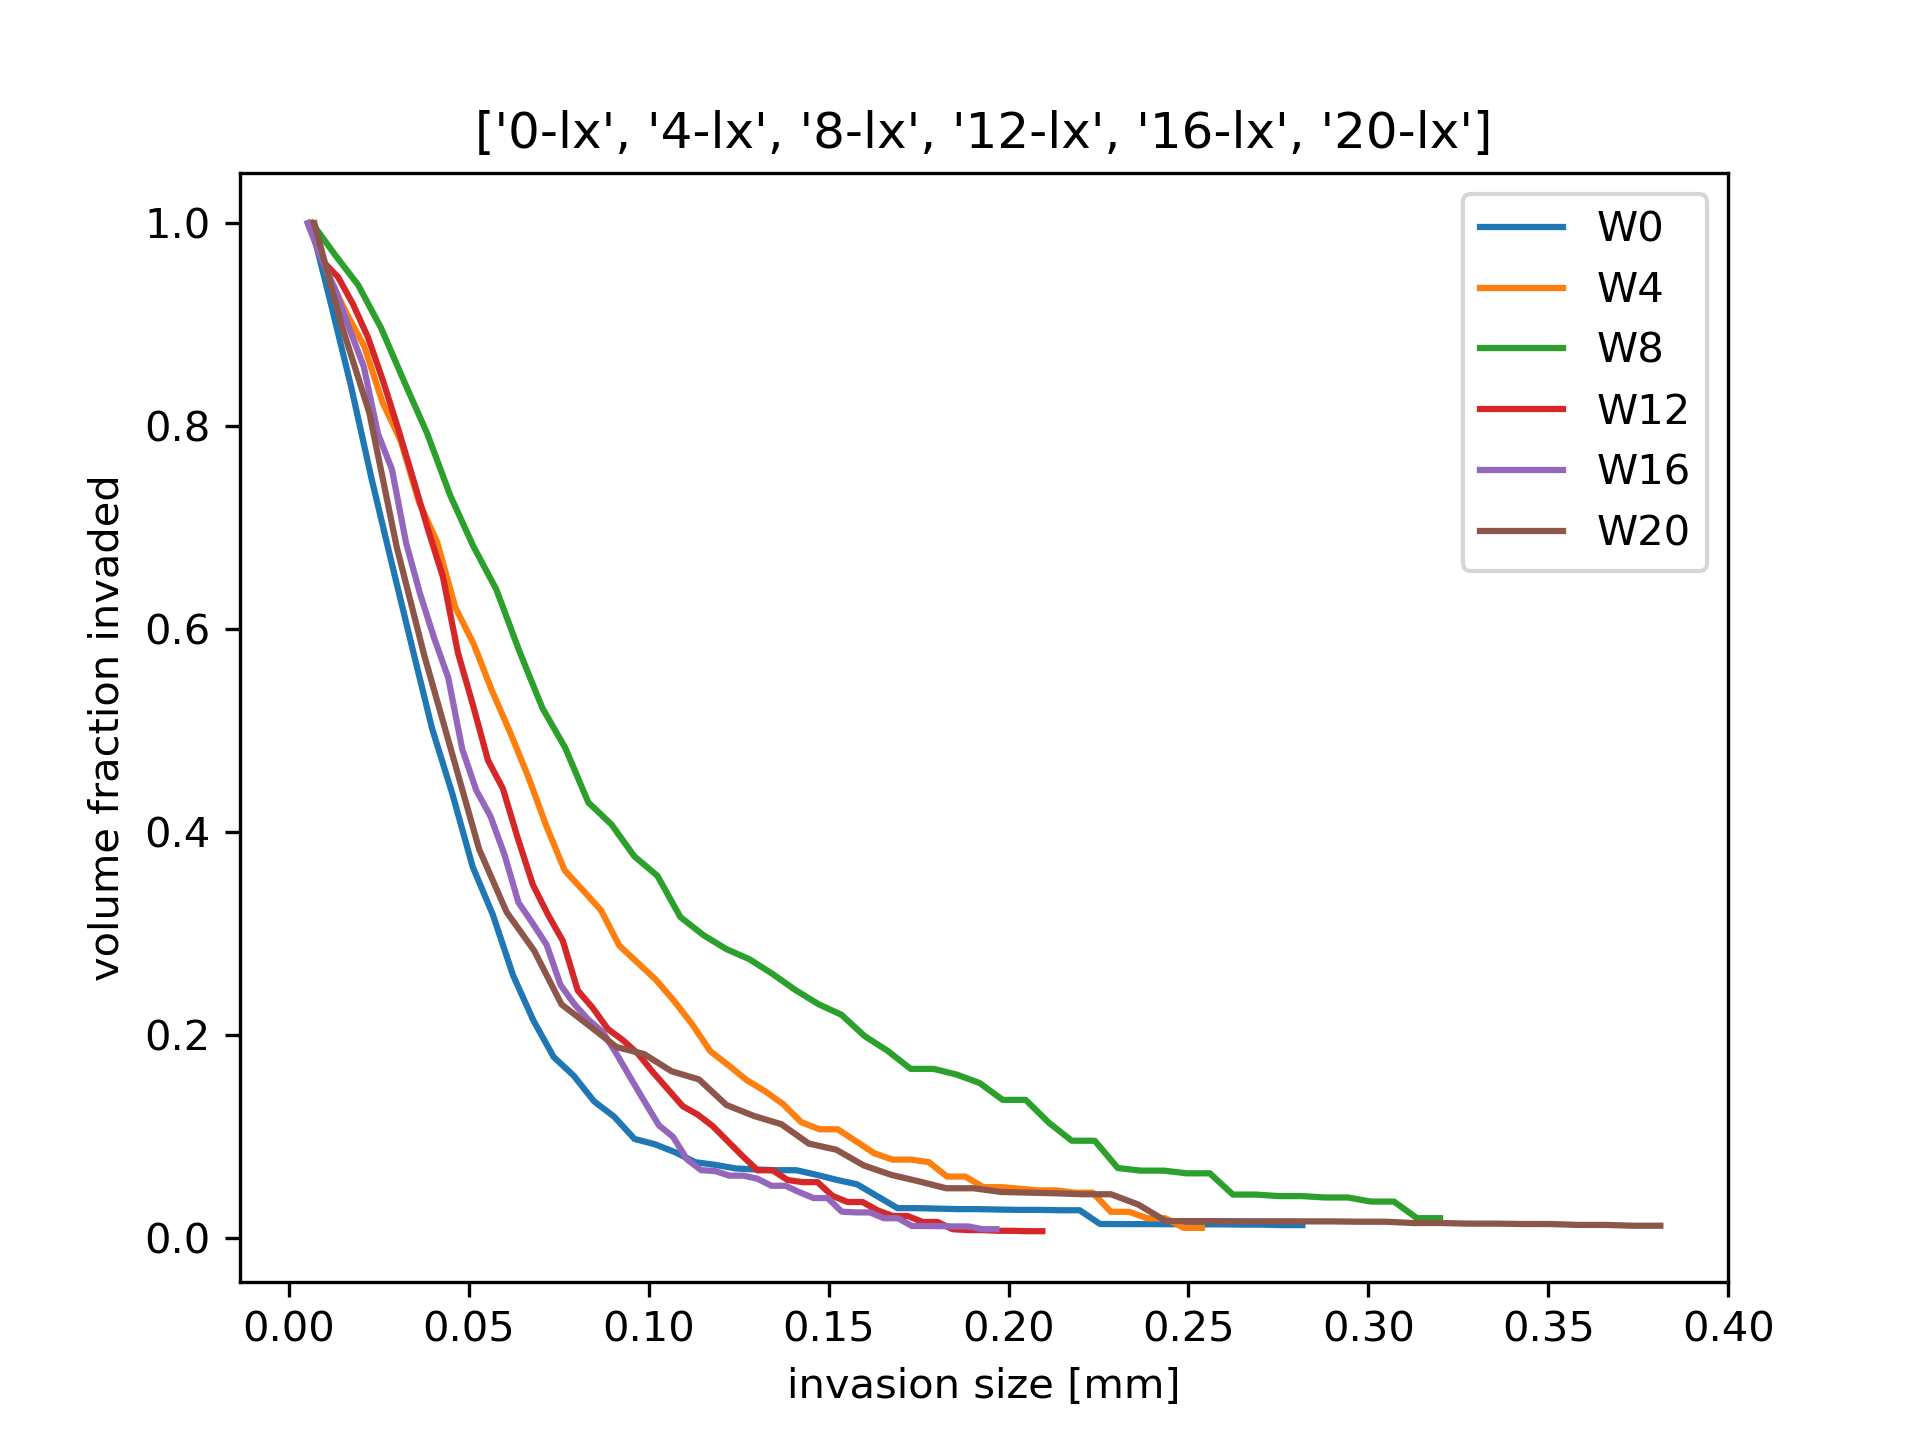 ['0-lx', '4-lx', '8-lx', '12-lx', '16-lx', '20-lx']
1.0
0.8
0.6
0.4
0.2
0.0
volume fraction invaded
W0
W4
W8
W12
W16
W20
0.00 0.05 0.10 0.15 0.20 0.25 0.30 0.35 0.40
invasion size [mm]